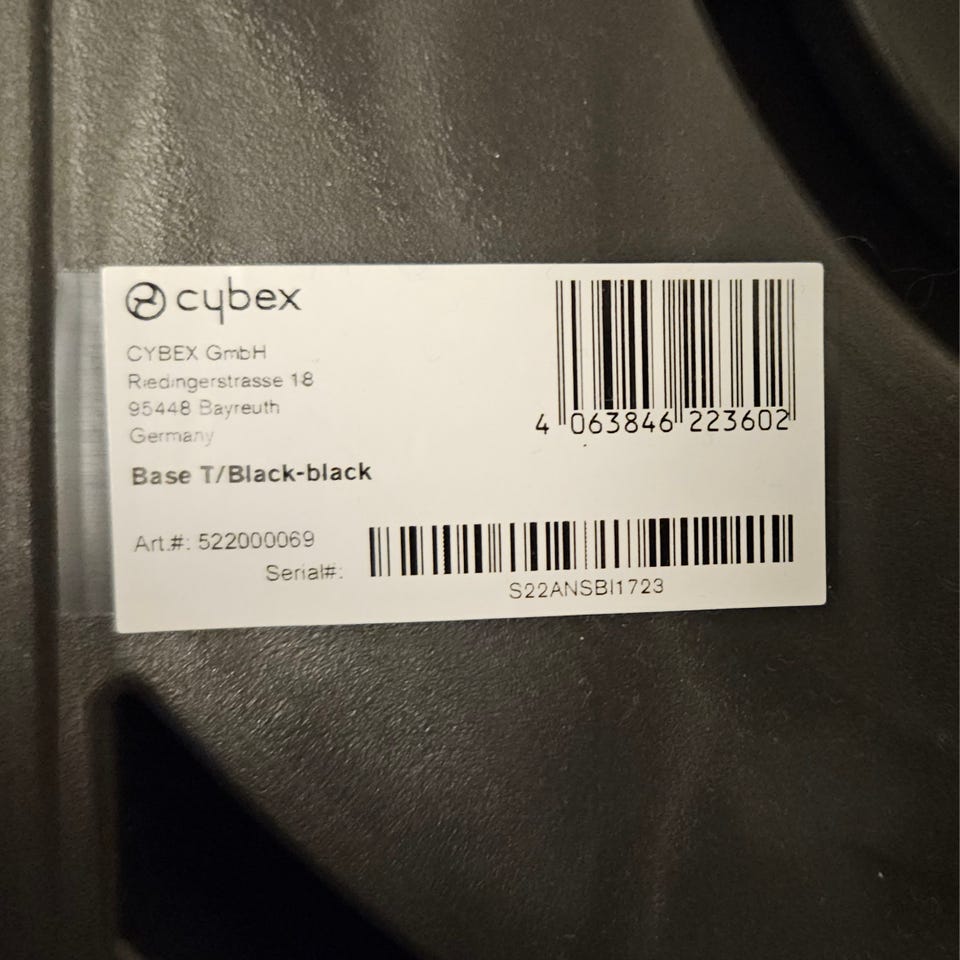 cybex
CYBEX GmbH
Riedingerstrasse 18
95448 Bayreuth
Germany
4 063846 223602
Base T/Black-black
Art.#: 522000069
Serial#:
S22ANSBI1723